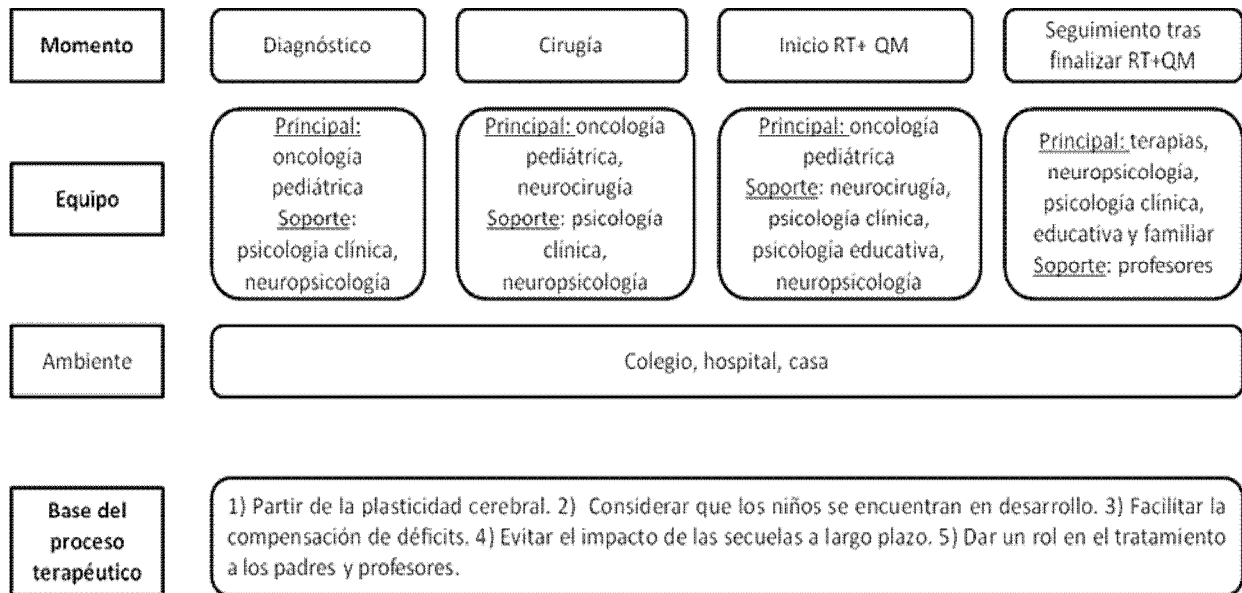 Momento
Diagnóstico
Cirugía
Inicio RT+ QM
Seguimiento tras
finalizar RT+QM
Equipo
Principal:
oncología
pediátrica
Soporte:
psicología clínica,
neuropsicología
Principal: oncología
pediátrica,
neurocirugía
Soporte: psicología
clínica,
neuropsicología
Principal: oncología
pediátrica
Soporte: neurocirugía,
psicología clínica,
psicología educativa,
neuropsicología
Principal: terapias,
neuropsicología,
psicología clínica,
educativa y familiar
Soporte: profesores
Ambiente
Colegio, hospital, casa
Base del
proceso
terapéutico
1) Partir de la plasticidad cerebral. 2) Considerar que los niños se encuentran en desarrollo. 3) Facilitar la
compensación de déficits. 4) Evitar el impacto de las secuelas a largo plazo. 5) Dar un rol en el tratamiento
a los padres y profesores.